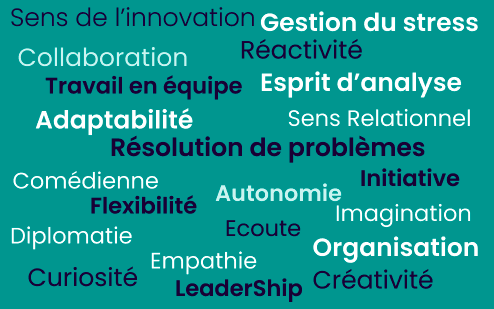 Sens de l’innovation
Gestion du stress
Réactivité
Collaboration
Travail en équipe
Esprit d’analyse
Adaptabilité
Sens Relationnel
Résolution de problèmes
Comédienne
Initiative
Autonomie
Flexibilité
Imagination
Ecoute
Diplomatie
Organisation
Empathie
Curiosité
Créativité
LeaderShip